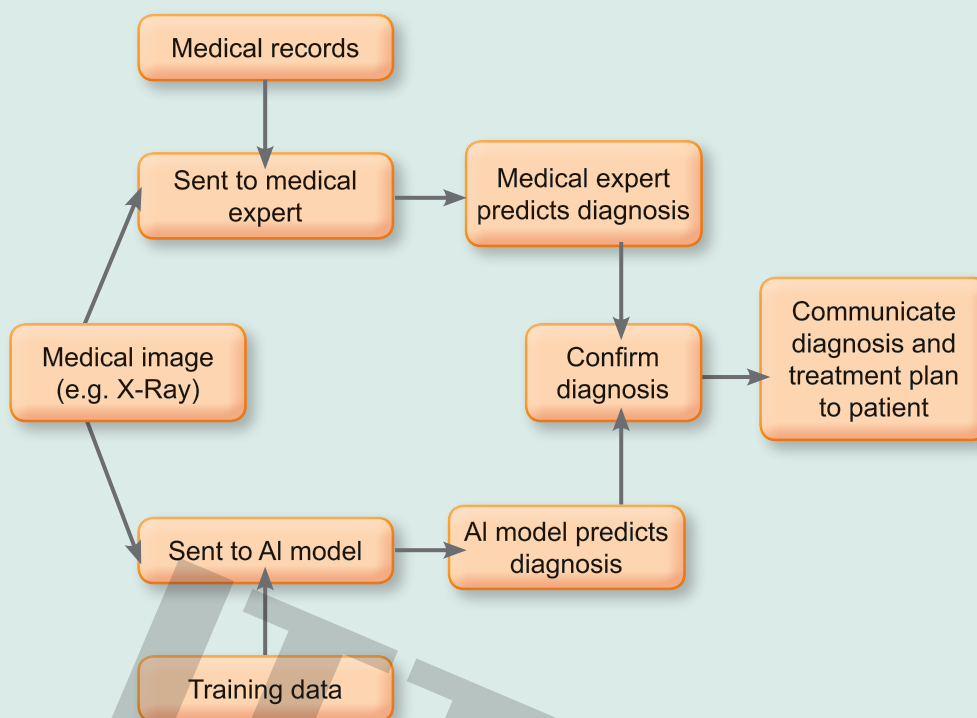 Medical records
Sent to medical
expert
Medical expert
predicts diagnosis
Medical image
(e.g. X-Ray)
Confirm
diagnosis
Communicate
diagnosis and
treatment plan
to patient
Sent to AI model
AI model predicts
diagnosis
Training data